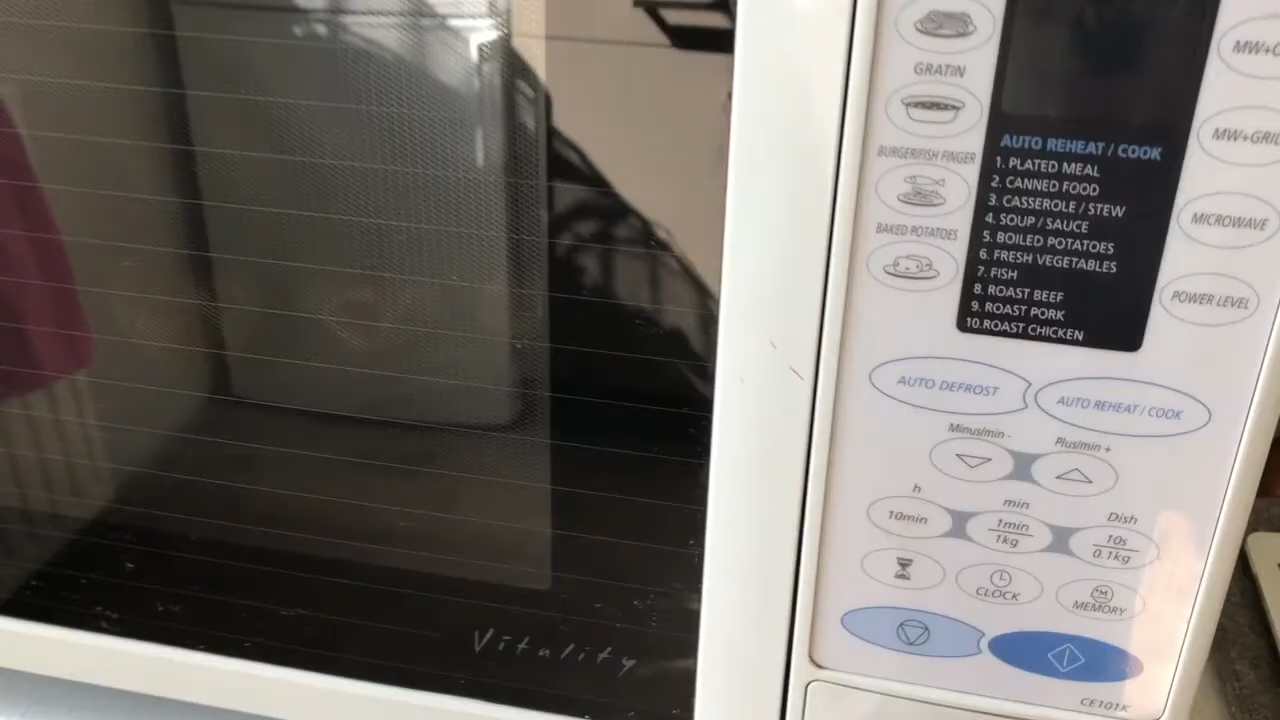 GRATIN
BURGER/FISH FINGER
BAKED POTATOES
AUTO REHEAT / COOK
1. PLATED MEAL
2. CANNED FOOD
3. CASSEROLE / STEW
4. SOUP / SAUCE
5. BOILED POTATOES
6. FRESH VEGETABLES
7. FISH
8. ROAST BEEF
9. ROAST PORK
10.ROAST CHICKEN
MW+GRIL
MICROWAVE
POWER LEVEL
AUTO DEFROST
AUTO REHEAT / COOK
Minus/min -
Plus/min +
h
min
Dish
10min
1min
1kg
10s
0.1kg
CLOCK
M
MEMORY
CE101K
Vitality